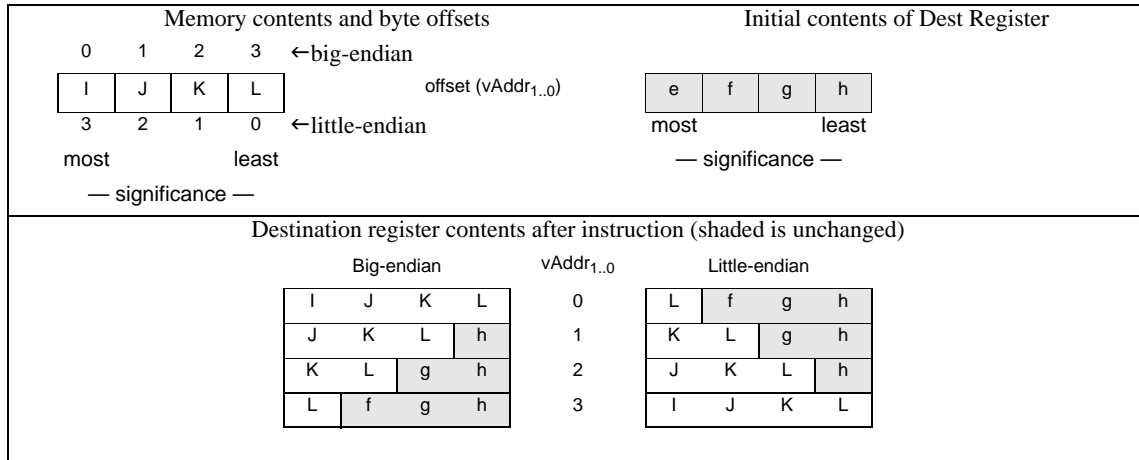 Memory contents and byte offsets
Initial contents of Dest Register
0 1 2 3 ←big-endian
I J K L
offset (vAddr1..0)
e f g h
3 2 1 0 ←little-endian
most least
most least
— significance —
— significance —
Destination register contents after instruction (shaded is unchanged)
Big-endian vAddr1..0 Little-endian
I J K L 0 L f g h
J K L h 1 K L g h
K L g h 2 J K L h
L f g h 3 I J K L